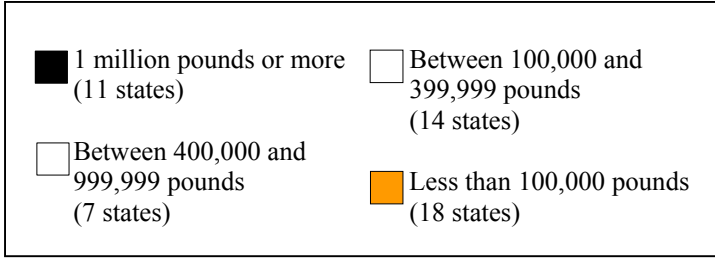 1 million pounds or more
(11 states)
Between 400,000 and
999,999 pounds
(7 states)
Between 100,000 and
399,999 pounds
(14 states)
Less than 100,000 pounds
(18 states)